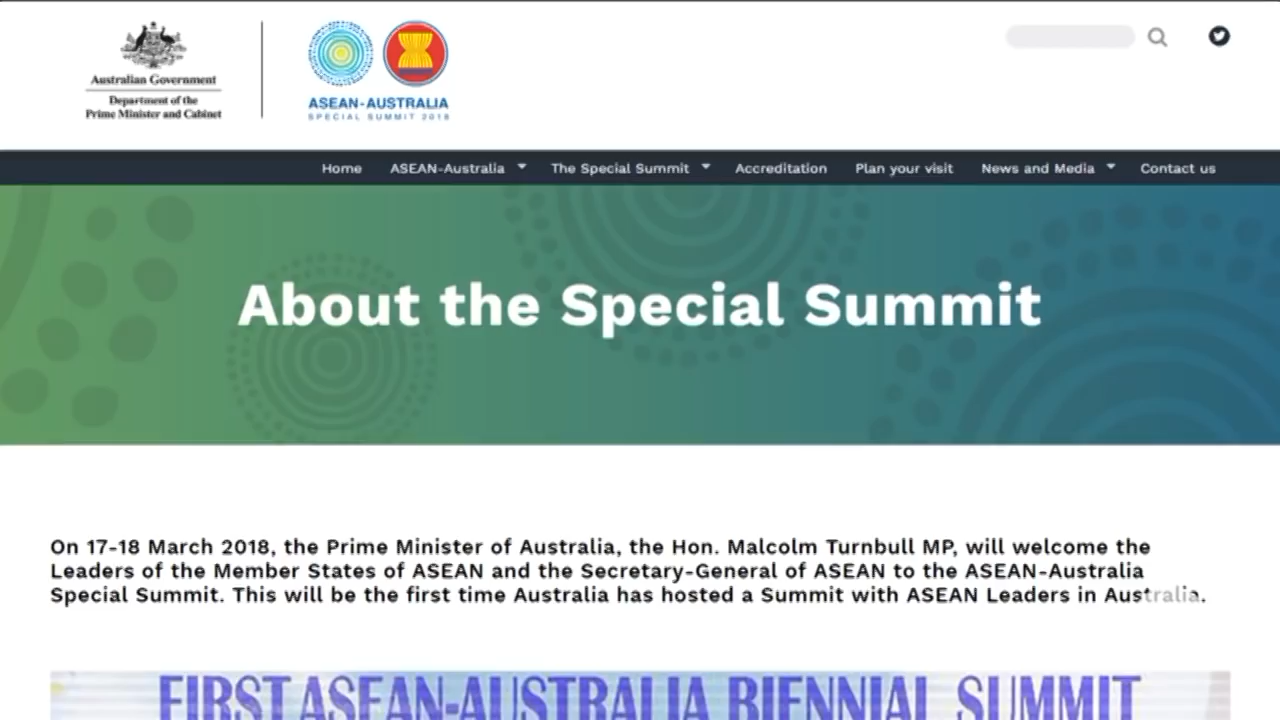 Australian Government
Department of the
Prime Minister and Cabinet
ASEAN-AUSTRALIA
SPECIAL SUMMIT 2018
Home ASEAN-Australia The Special Summit Accreditation Plan your visit News and Media Contact us
About the Special Summit
On 17-18 March 2018, the Prime Minister of Australia, the Hon. Malcolm Turnbull MP, will welcome the
Leaders of the Member States of ASEAN and the Secretary-General of ASEAN to the ASEAN-Australia
Special Summit. This will be the first time Australia has hosted a Summit with ASEAN Leaders in Australia.
FIRST ASEAN-AUSTRALIA BIENNIAL SUMMIT